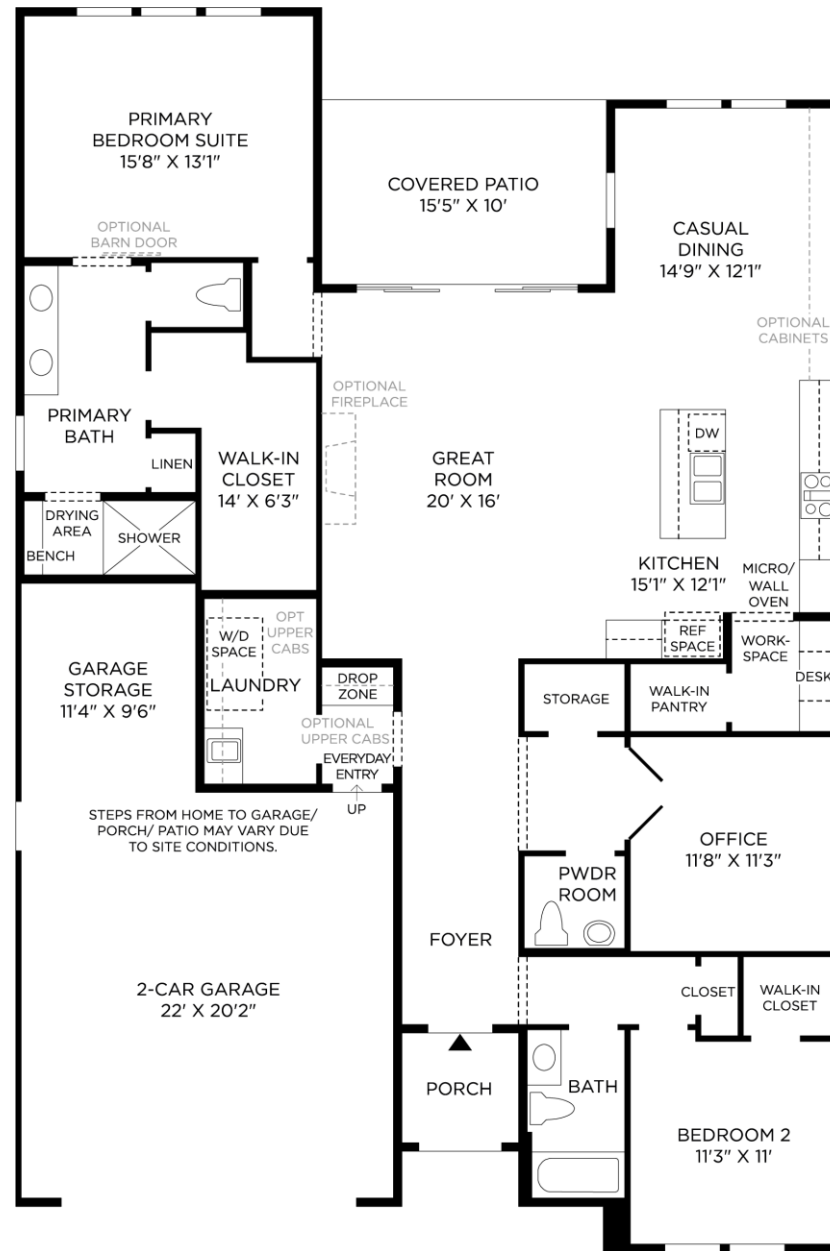 PRIMARY
BEDROOM SUITE
15'8" X 13'1"
OPTIONAL
BARN DOOR
COVERED PATIO
15'5" X 10'
CASUAL
DINING
14'9" X 12'1"
OPTIONAL
CABINETS
PRIMARY
BATH
LINEN
WALK-IN
CLOSET
14' X 6'3"
OPTIONAL
FIREPLACE
GREAT
ROOM
20' X 16'
DW
KITCHEN
15'1" X 12'1"
MICRO/
WALL
OVEN
DRYING
AREA
BENCH
SHOWER
REF
SPACE
WORK-
SPACE
DESK
GARAGE
STORAGE
11'4" X 9'6"
W/D
SPACE
OPT
UPPER
CABS
LAUNDRY
DROP
ZONE
OPTIONAL
UPPER CABS
EVERYDAY
ENTRY
UP
STORAGE
WALK-IN
PANTRY
STEPS FROM HOME TO GARAGE/
PORCH/ PATIO MAY VARY DUE
TO SITE CONDITIONS.
OFFICE
11'8" X 11'3"
PWDR
ROOM
FOYER
2-CAR GARAGE
22' X 20'2"
CLOSET
WALK-IN
CLOSET
PORCH
BATH
BEDROOM 2
11'3" X 11'